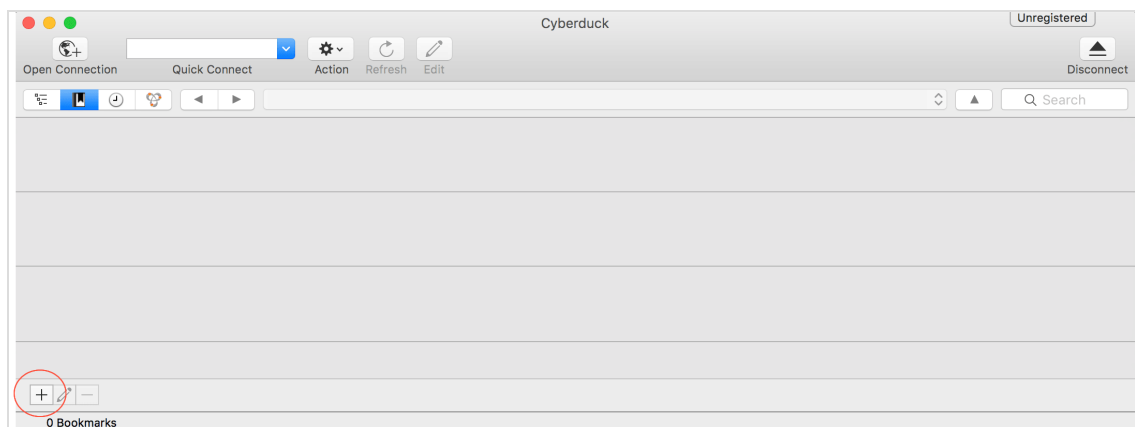 Cyberduck
Unregistered
Open Connection
Quick Connect
Action
Refresh
Edit
Disconnect
Search
0 Bookmarks